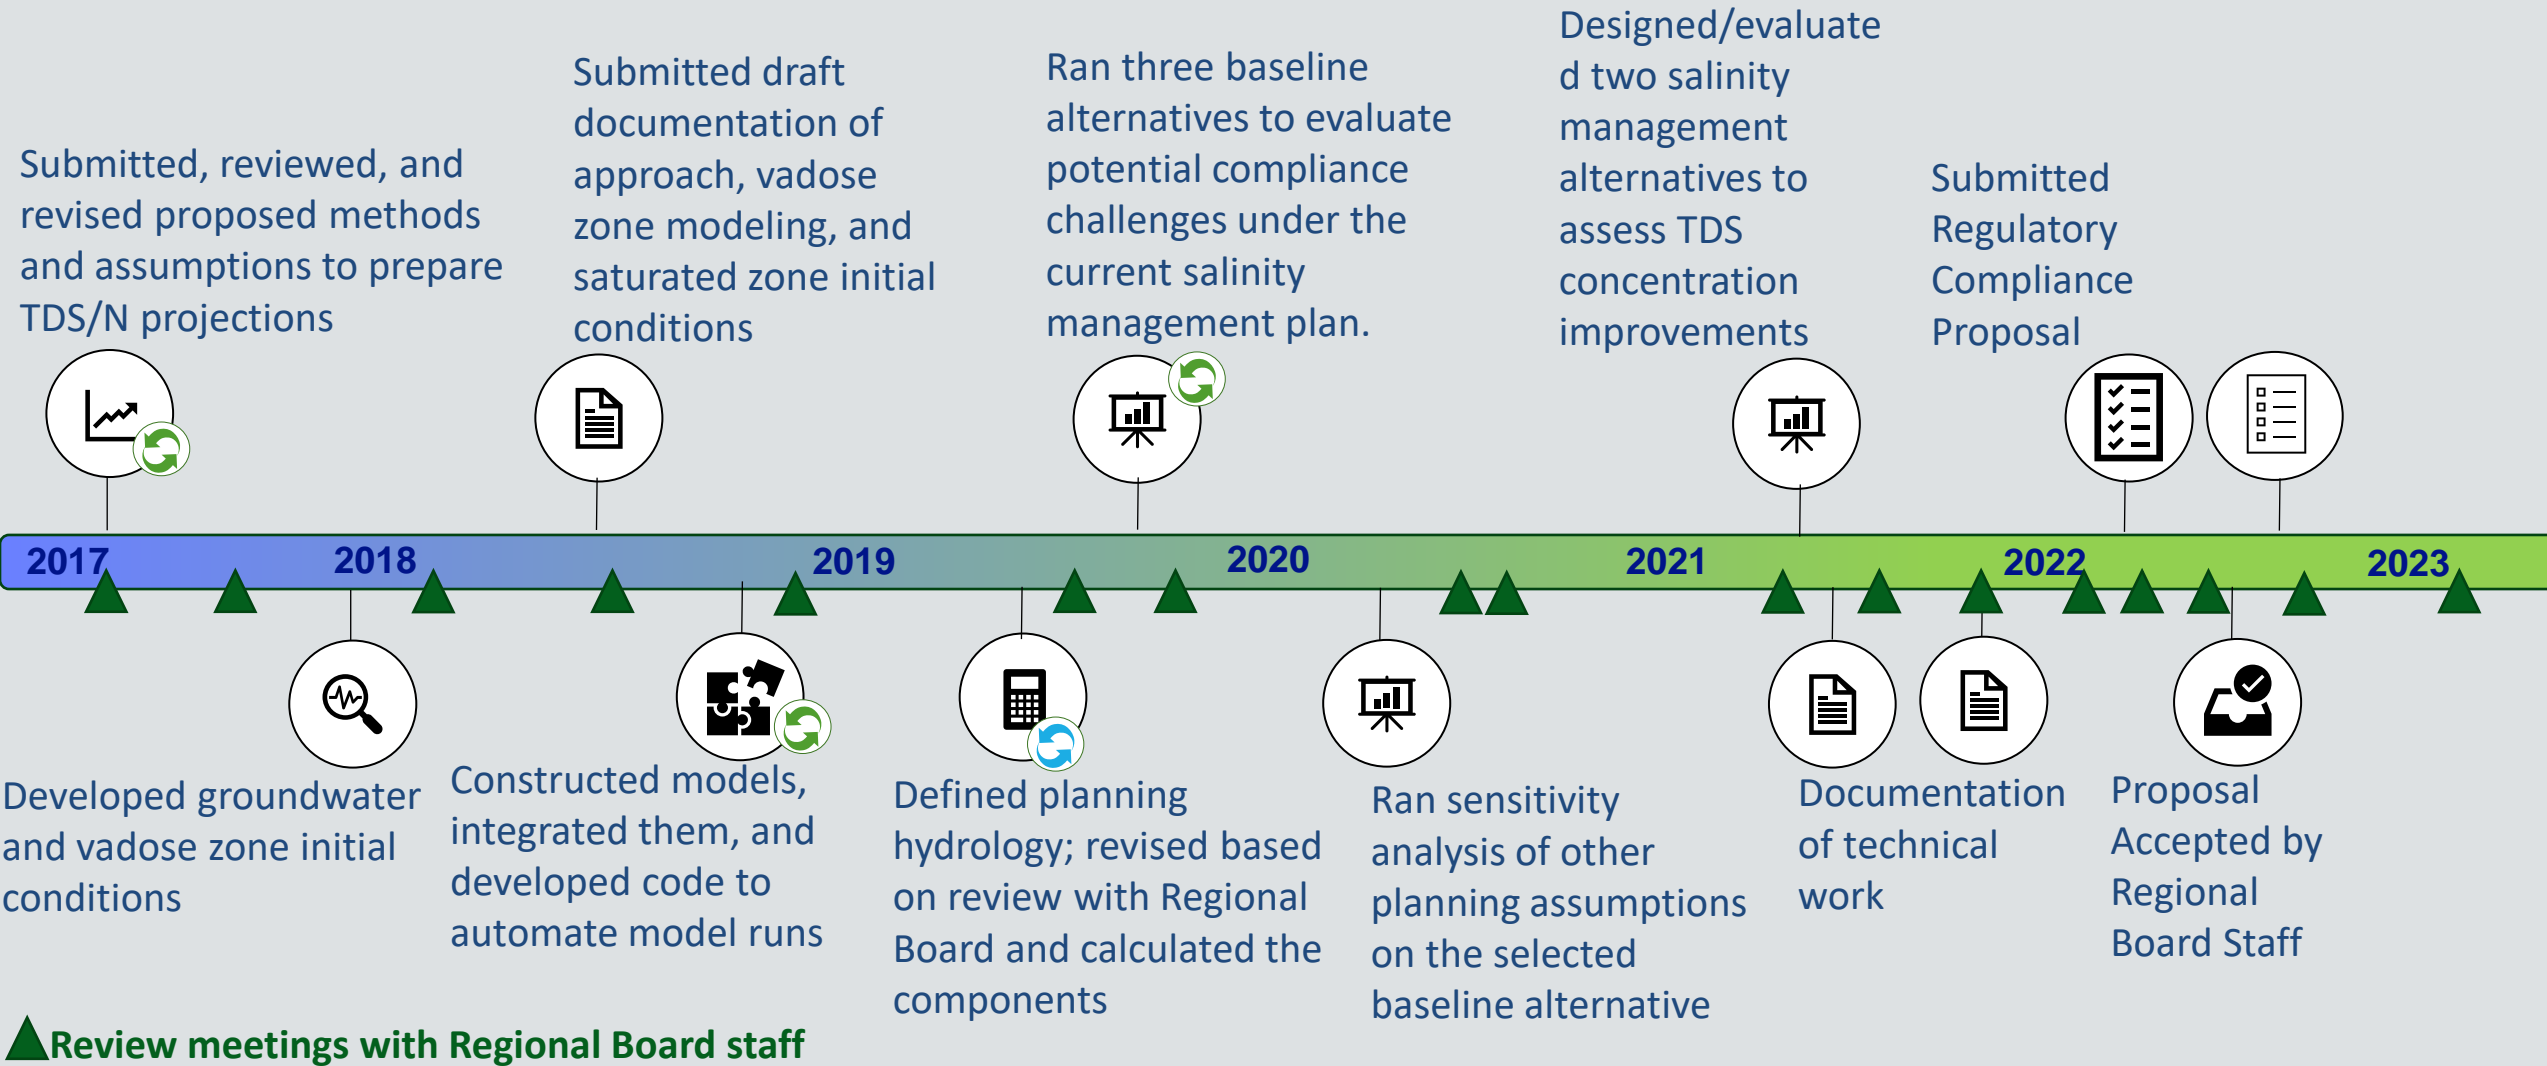 Submitted, reviewed, and
revised proposed methods
and assumptions to prepare
TDS/N projections
Submitted draft
documentation of
approach, vadose
zone modeling, and
saturated zone initial
conditions
Ran three baseline
alternatives to evaluate
potential compliance
challenges under the
current salinity
management plan.
Designed/evaluate
d two salinity
management
alternatives to
assess TDS
concentration
improvements
Submitted
Regulatory
Compliance
Proposal
2017
2018
2019
2020
2021
2022
2023
Developed groundwater
and vadose zone initial
conditions
Constructed models,
integrated them, and
developed code to
automate model runs
Defined planning
hydrology; revised based
on review with Regional
Board and calculated the
components
Ran sensitivity
analysis of other
planning assumptions
on the selected
baseline alternative
Documentation
of technical
work
Proposal
Accepted by
Regional
Board Staff
Review meetings with Regional Board staff